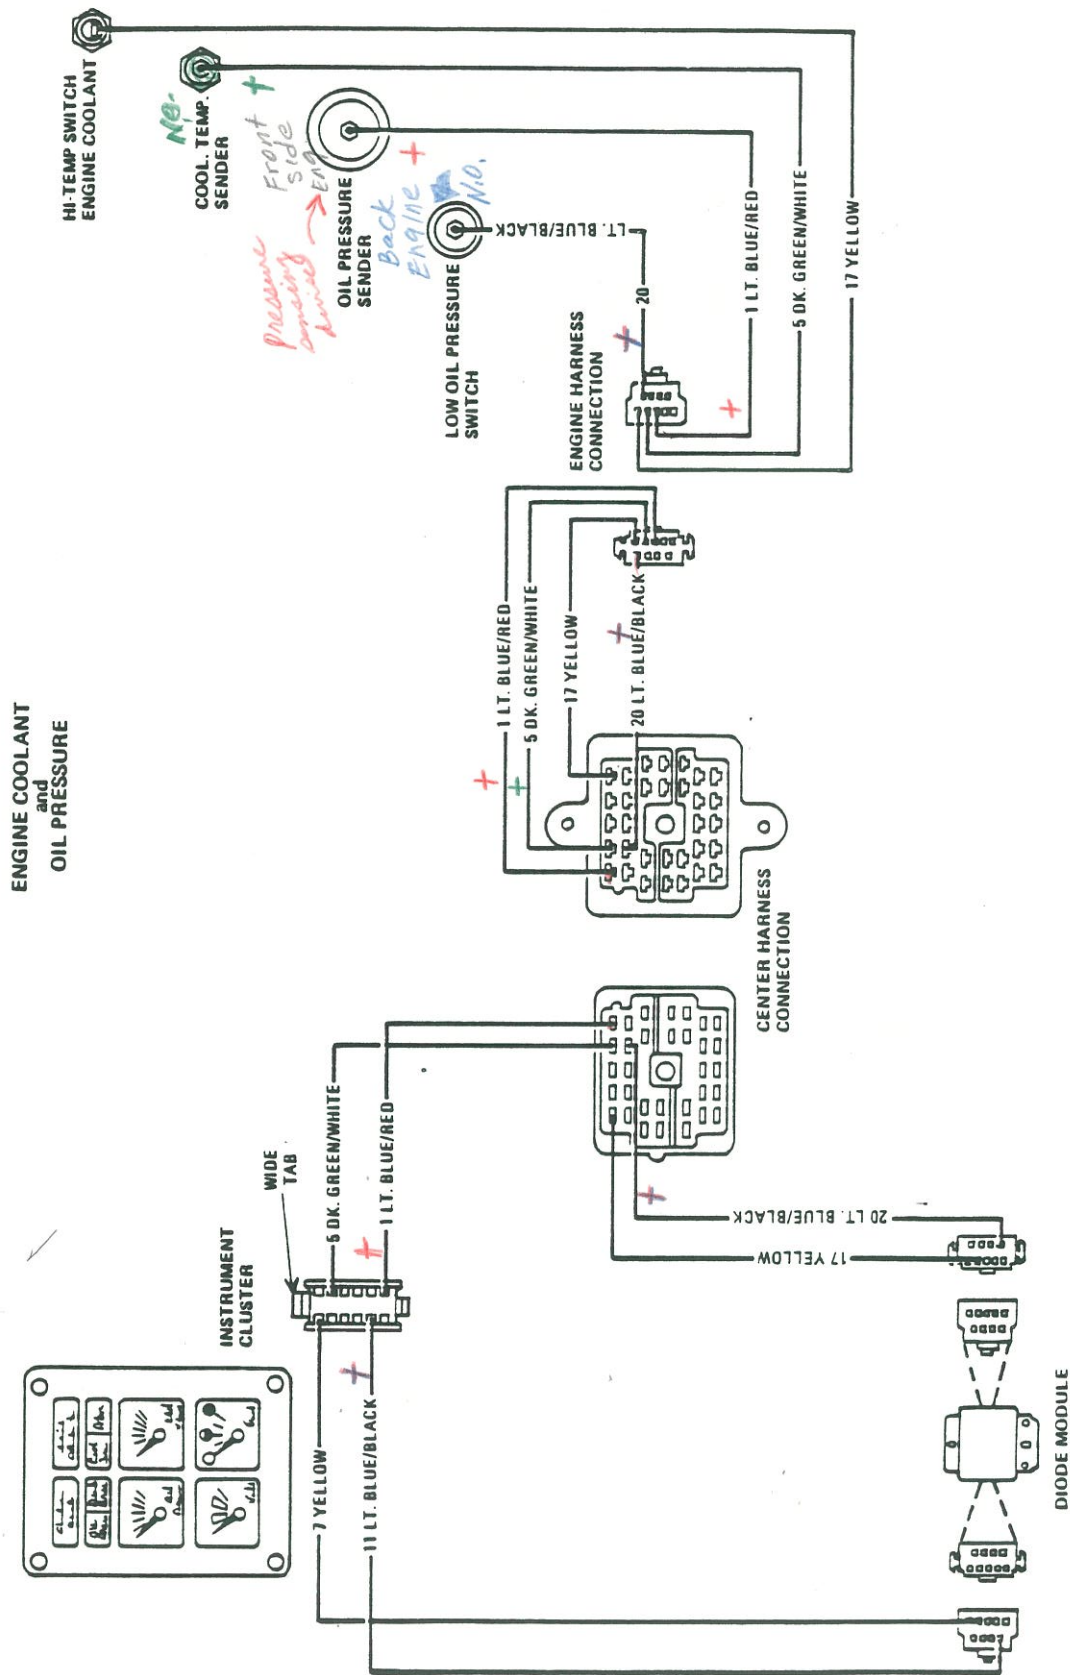 ENGINE COOLANT
and
OIL PRESSURE
HI-TEMP SWITCH
ENGINE COOLANT
N.O.
COOL. TEMP.
SENDER
+
Front
Side
Eng
Pressure
sensing
device
OIL PRESSURE
SENDER
+
Back
Engine
N.O.
LOW OIL PRESSURE
SWITCH
LT. BLUE/BLACK
20
+
1 LT. BLUE/RED
5 DK. GREEN/WHITE
17 YELLOW
+
ENGINE HARNESS
CONNECTION
1 LT. BLUE/RED
5 DK. GREEN/WHITE
17 YELLOW
20 LT. BLUE/BLACK
+
+
+
CENTER HARNESS
CONNECTION
WIDE
TAB
5 DK. GREEN/WHITE
1 LT. BLUE/RED
+
INSTRUMENT
CLUSTER
7 YELLOW
11 LT. BLUE/BLACK
+
+
20 LT. BLUE/BLACK
17 YELLOW
DIODE MODULE